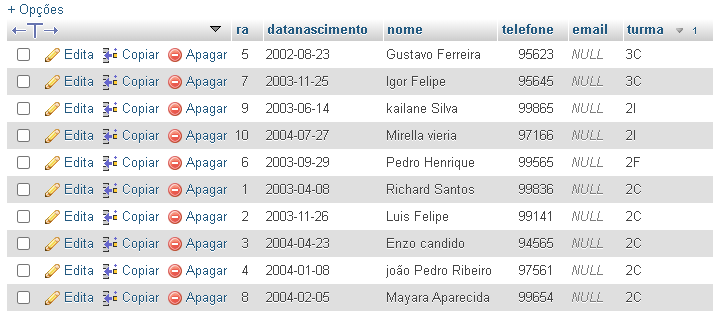 + Opções
←T→ ra datanascimento nome telefone email turma 1
Edita Copiar Apagar 5 2002-08-23 Gustavo Ferreira 95623 NULL 3C
Edita Copiar Apagar 7 2003-11-25 Igor Felipe 95645 NULL 3C
Edita Copiar Apagar 9 2003-06-14 kailane Silva 99865 NULL 2I
Edita Copiar Apagar 10 2004-07-27 Mirella vieria 97166 NULL 2I
Edita Copiar Apagar 6 2003-09-29 Pedro Henrique 99565 NULL 2F
Edita Copiar Apagar 1 2003-04-08 Richard Santos 99836 NULL 2C
Edita Copiar Apagar 2 2003-11-26 Luis Felipe 99141 NULL 2C
Edita Copiar Apagar 3 2004-04-23 Enzo candido 94565 NULL 2C
Edita Copiar Apagar 4 2004-01-08 joão Pedro Ribeiro 97561 NULL 2C
Edita Copiar Apagar 8 2004-02-05 Mayara Aparecida 99654 NULL 2C